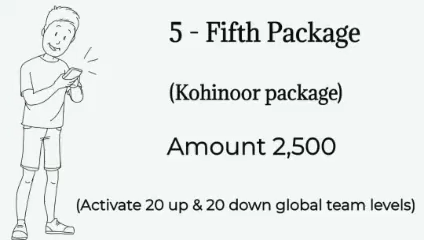 5 - Fifth Package
(Kohinoor package)
Amount 2,500
(Activate 20 up & 20 down global team levels)